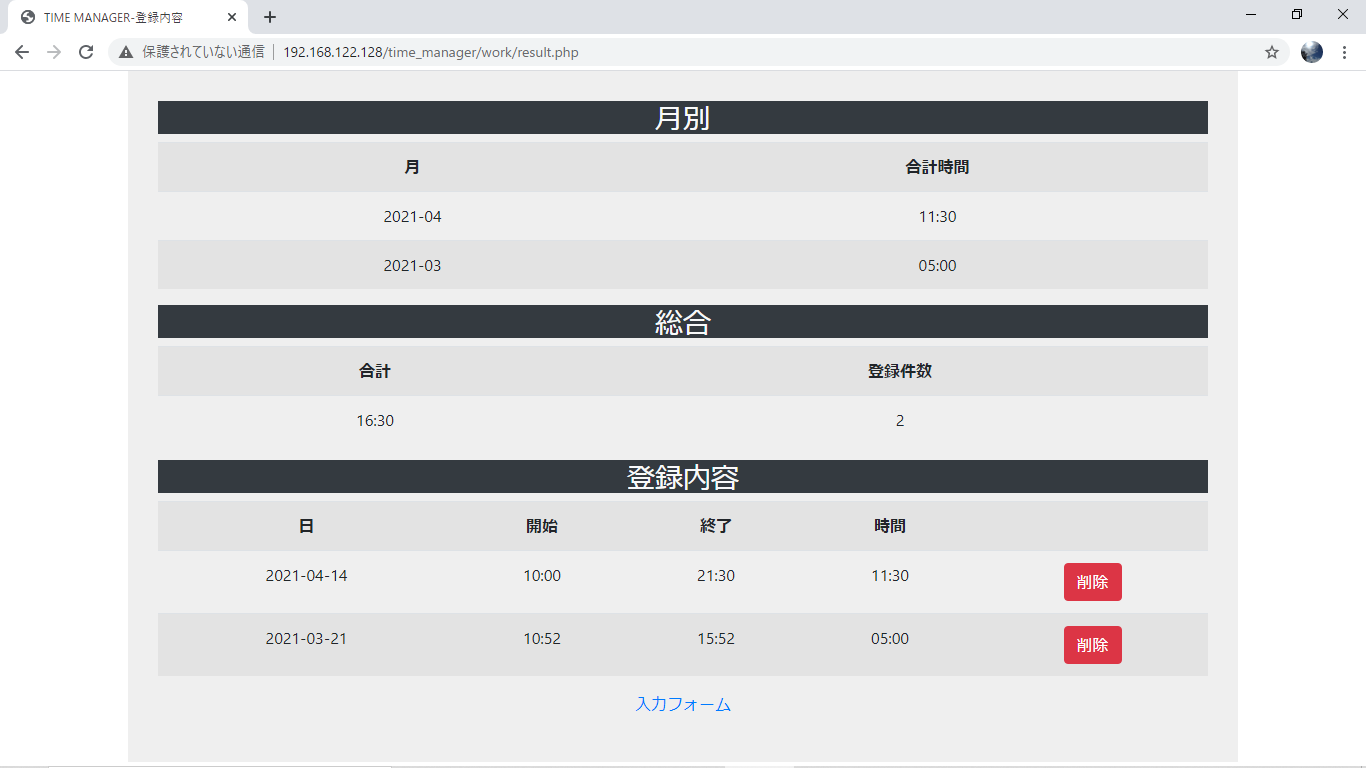 TIME MANAGER-登録内容
保護されていない通信 192.168.122.128/time_manager/work/result.php
月別
月 合計時間
2021-04 11:30
2021-03 05:00
総合
合計 登録件数
16:30 2
登録内容
日 開始 終了 時間
2021-04-14 10:00 21:30 11:30 削除
2021-03-21 10:52 15:52 05:00 削除
入力フォーム